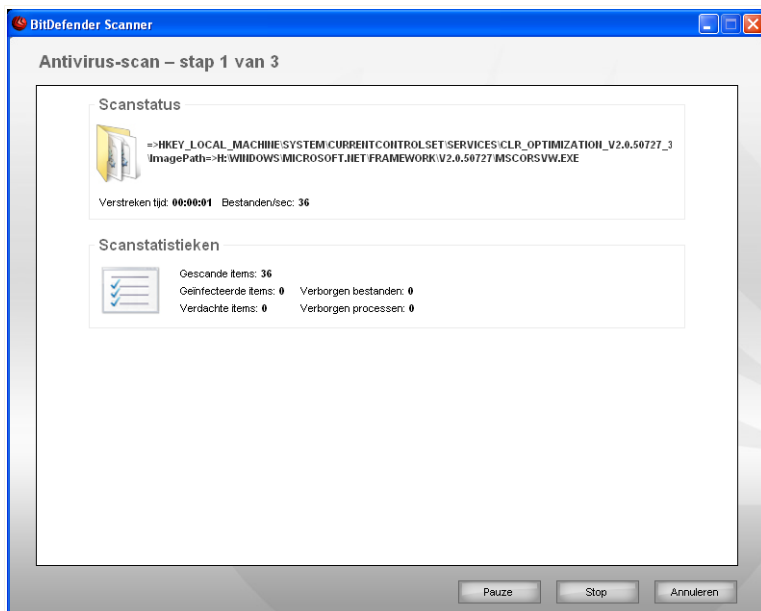 BitDefender Scanner
Antivirus-scan – stap 1 van 3
Scanstatus
=>HKEY_LOCAL_MACHINE\SYSTEM\CURRENTCONTROLSET\SERVICES\CLR_OPTIMIZATION_V2.0.50727_3
\ImagePath=>H:\WINDOWS\MICROSOFT.NET\FRAMEWORK\V2.0.50727\MSCORSVW.EXE
Verstreken tijd: 00:00:01 Bestanden/sec: 36
Scanstatistieken
Gescande items: 36
Geïnfecteerde items: 0 Verborgen bestanden: 0
Verdachte items: 0 Verborgen processen: 0
Pauze Stop Annuleren